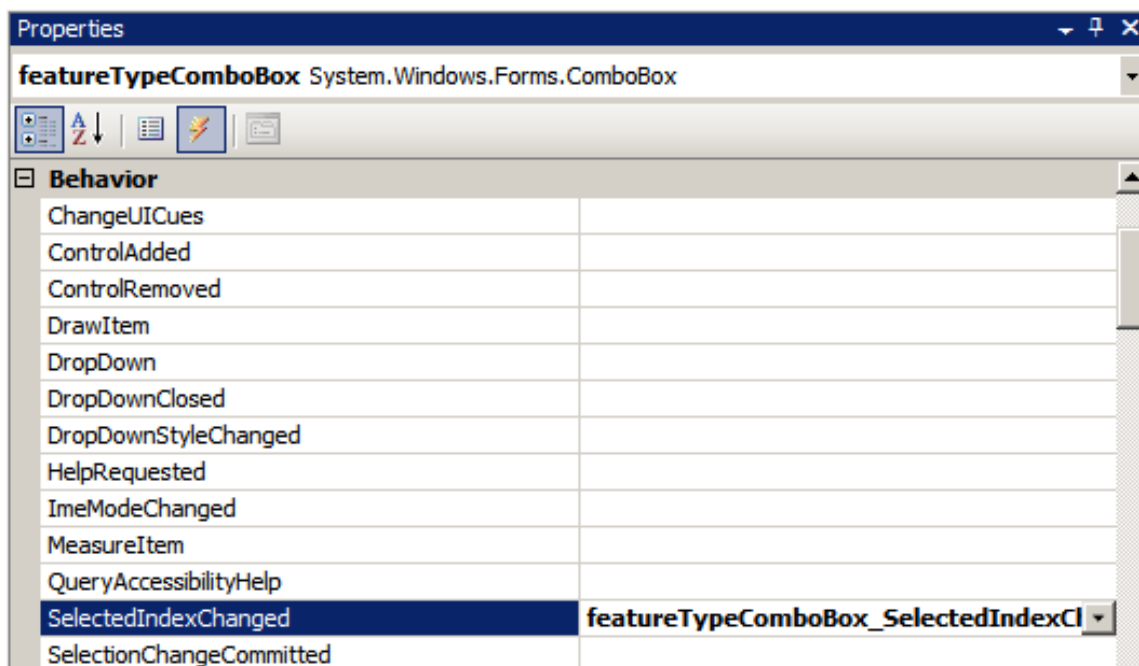 Properties
featureTypeComboBox System.Windows.Forms.ComboBox
A
Z
Behavior
ChangeUICues
ControlAdded
ControlRemoved
DrawItem
DropDown
DropDownClosed
DropDownStyleChanged
HelpRequested
ImeModeChanged
MeasureItem
QueryAccessibilityHelp
SelectedIndexChanged featureTypeComboBox_SelectedIndexCl
SelectionChangeCommitted